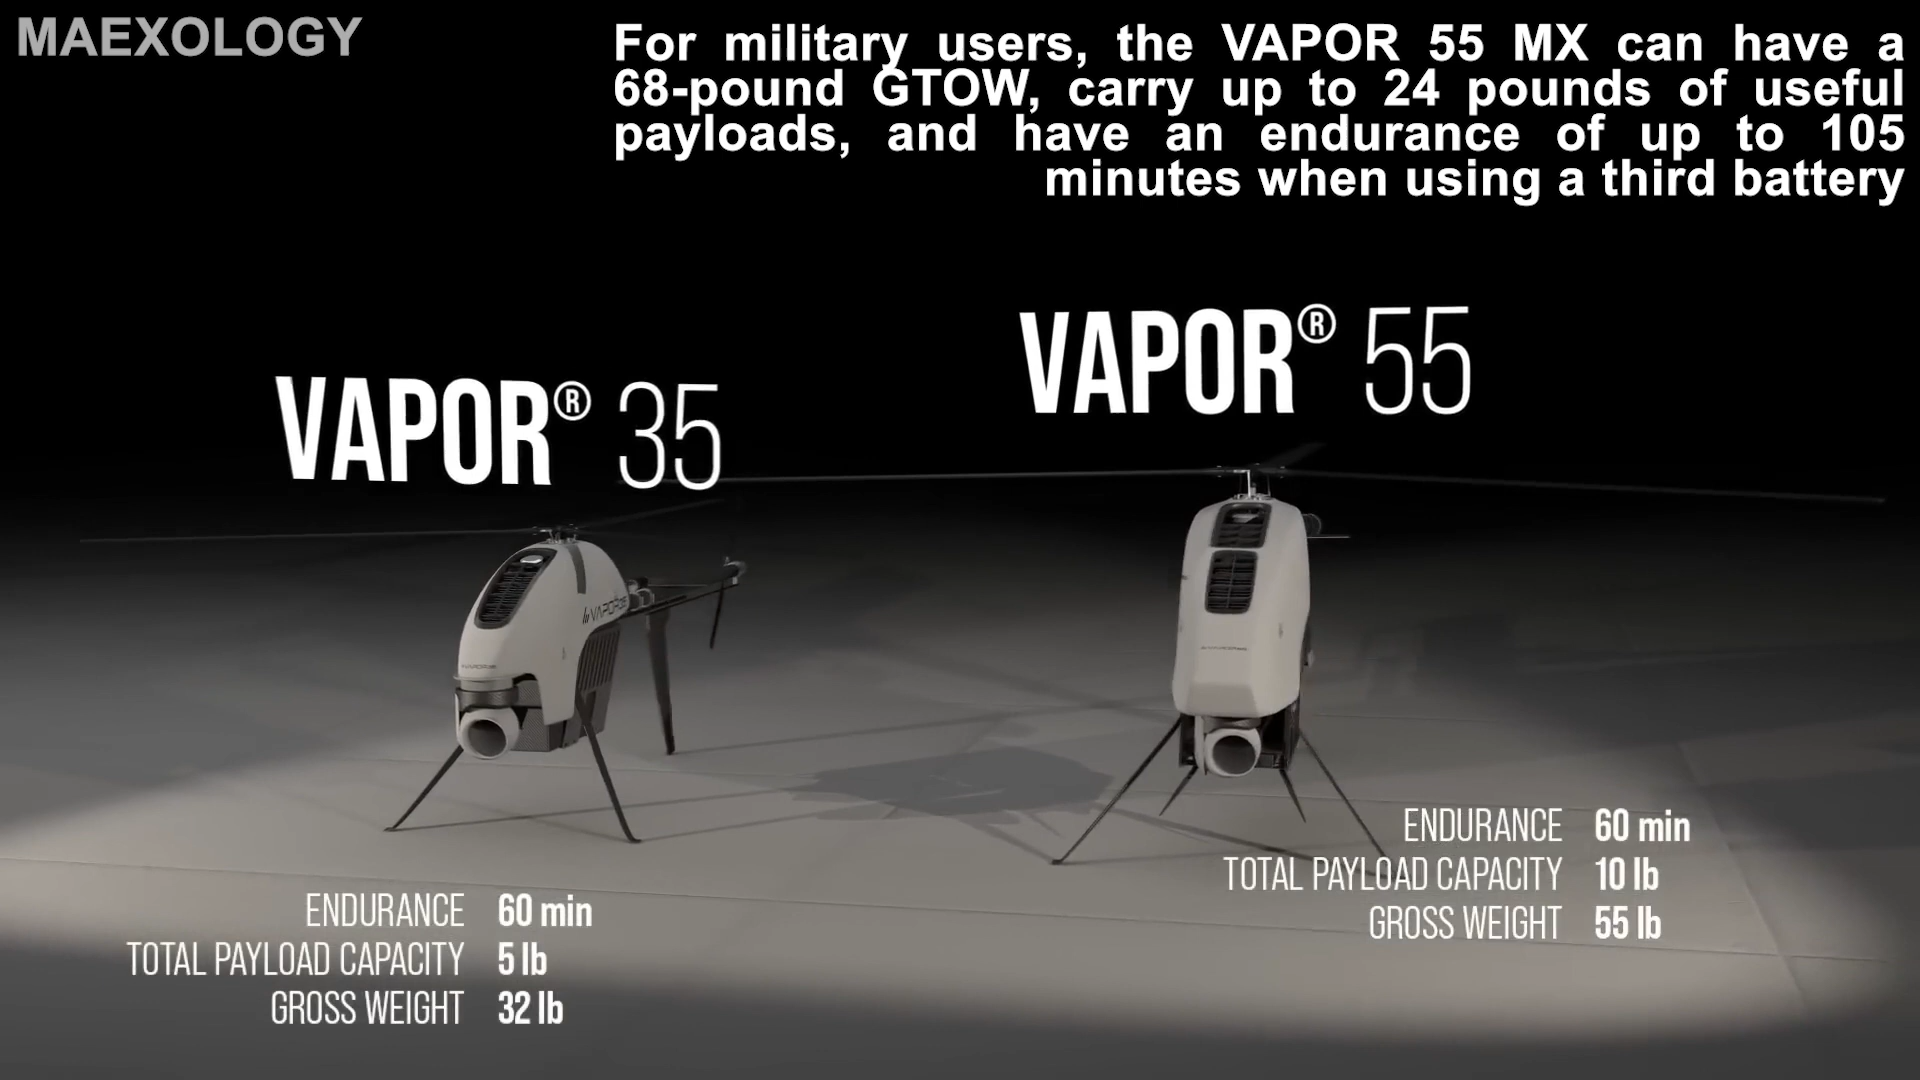 MAEXOLOGY
For military users, the VAPOR 55 MX can have a
68-pound GTOW, carry up to 24 pounds of useful
payloads, and have an endurance of up to 105
minutes when using a third battery
VAPOR® 35
VAPOR® 55
ENDURANCE 60 min
TOTAL PAYLOAD CAPACITY 5 lb
GROSS WEIGHT 32 lb
ENDURANCE 60 min
TOTAL PAYLOAD CAPACITY 10 lb
GROSS WEIGHT 55 lb